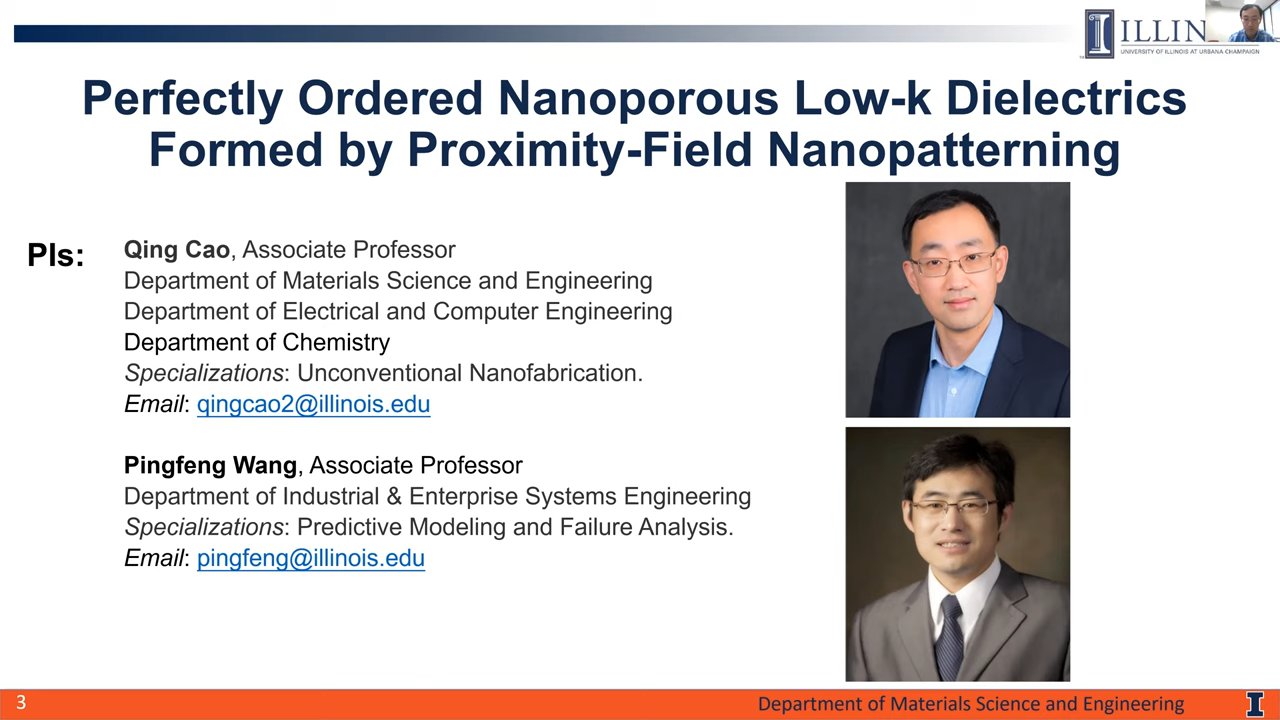 ILLIN
UNIVERSITY OF ILLINOIS AT URBANA CHAMPAIGN
Perfectly Ordered Nanoporous Low-k Dielectrics
Formed by Proximity-Field Nanopatterning
PIs:
Qing Cao, Associate Professor
Department of Materials Science and Engineering
Department of Electrical and Computer Engineering
Department of Chemistry
Specializations: Unconventional Nanofabrication.
Email: qingcao2@illinois.edu
Pingfeng Wang, Associate Professor
Department of Industrial & Enterprise Systems Engineering
Specializations: Predictive Modeling and Failure Analysis.
Email: pingfeng@illinois.edu
3
Department of Materials Science and Engineering